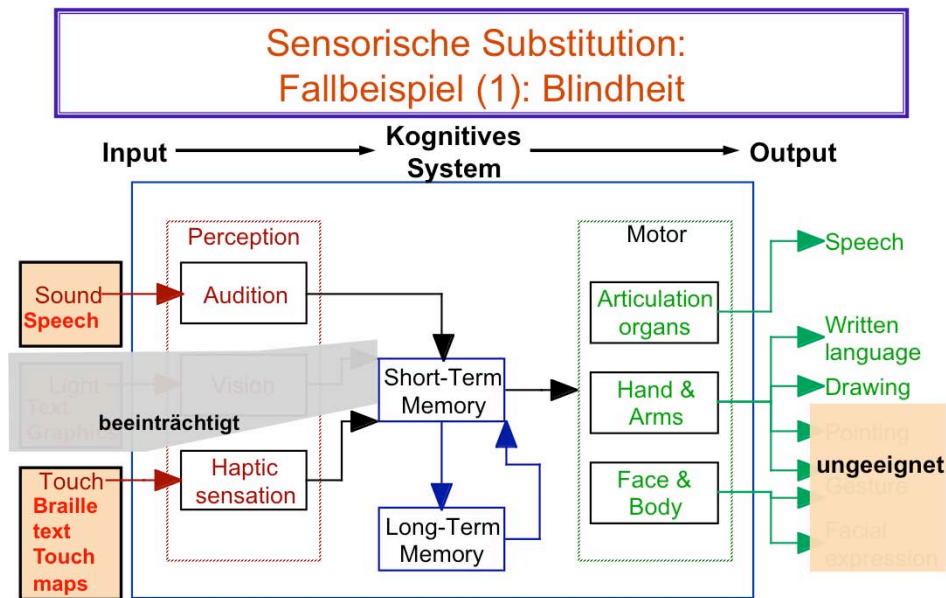 Sensorische Substitution:
Fallbeispiel (1): Blindheit
Input
Kognitives
System
Output
Perception
Motor
Sound
Speech
Audition
Articulation
organs
Speech
Light
Text
Graphics
Vision
beeinträchtigt
Short-Term
Memory
Hand &
Arms
Written
language
Drawing
Pointing
ungeeignet
Gesture
Touch
Braille
text
Touch
maps
Haptic
sensation
Long-Term
Memory
Face &
Body
Facial
expression